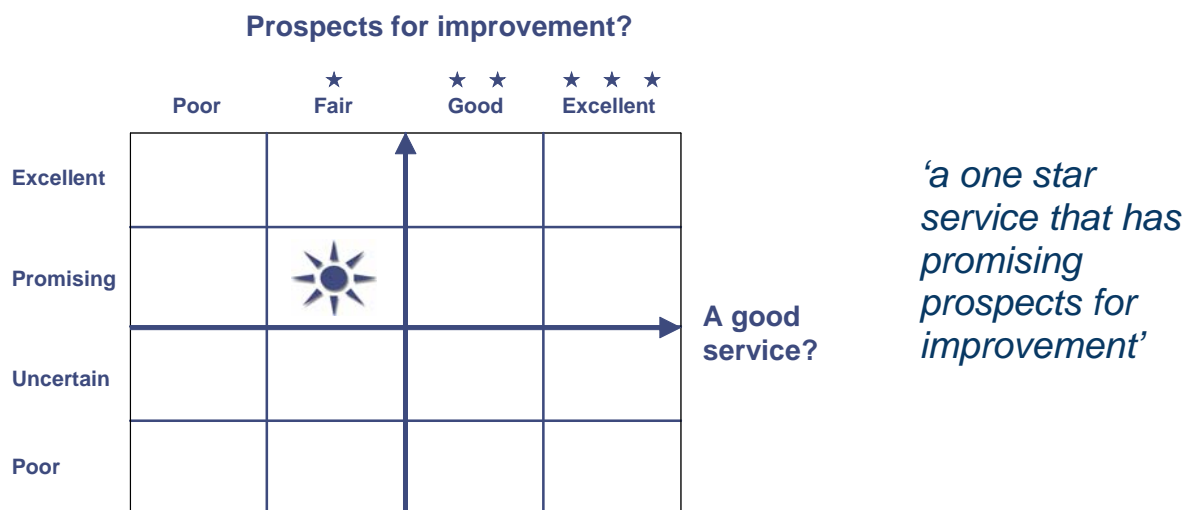 Prospects for improvement?
★ ★ ★ ★ ★ ★
Poor Fair Good Excellent
Excellent
Promising
Uncertain
Poor
A good
service?
‘a one star
service that has
promising
prospects for
improvement’